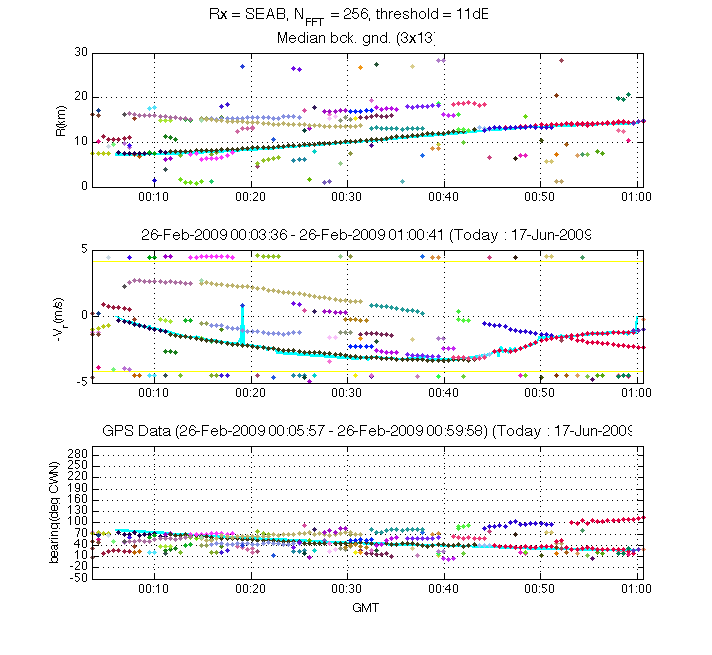 Rx = SEAB, N_FFT = 256, threshold = 11dE
Median bck. gnd. (3x13)
30
20
10
0
R(km)
00:10 00:20 00:30 00:40 00:50 01:00
26-Feb-2009 00:03:36 - 26-Feb-2009 01:00:41 (Today : 17-Jun-2009
5
0
-5
-V_r (m/s)
00:10 00:20 00:30 00:40 00:50 01:00
GPS Data (26-Feb-2009 00:05:57 - 26-Feb-2009 00:59:58) (Today : 17-Jun-2009
280
250
220
190
160
130
100
70
40
10
-20
-50
bearing(deg CWN)
00:10 00:20 00:30 00:40 00:50 01:00
GMT